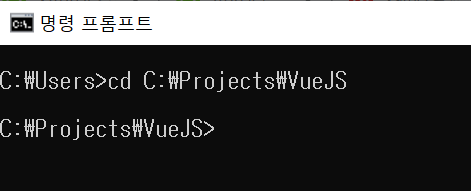 명령 프롬프트
C:₩Users>cd C:₩Projects₩VueJS
C:₩Projects₩VueJS>